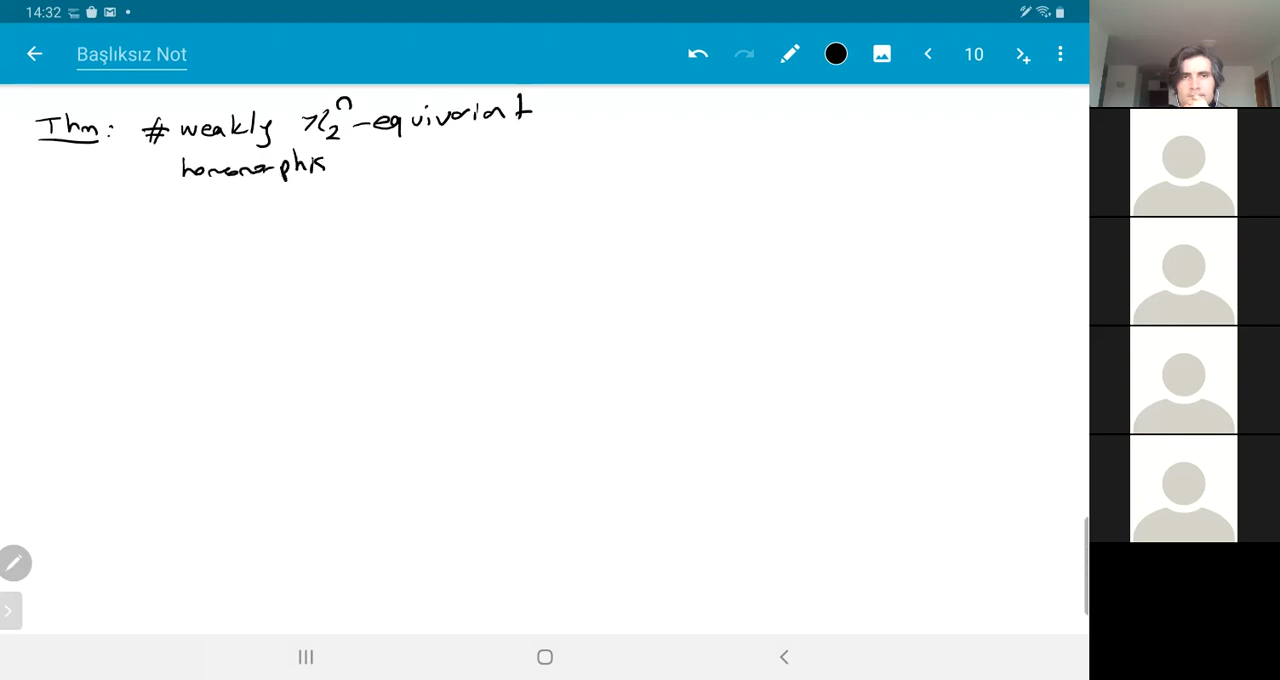 14:32
Başlıksız Not
10
Thm: # weakly ℤ₂ⁿ-equivariant
homeomorphis